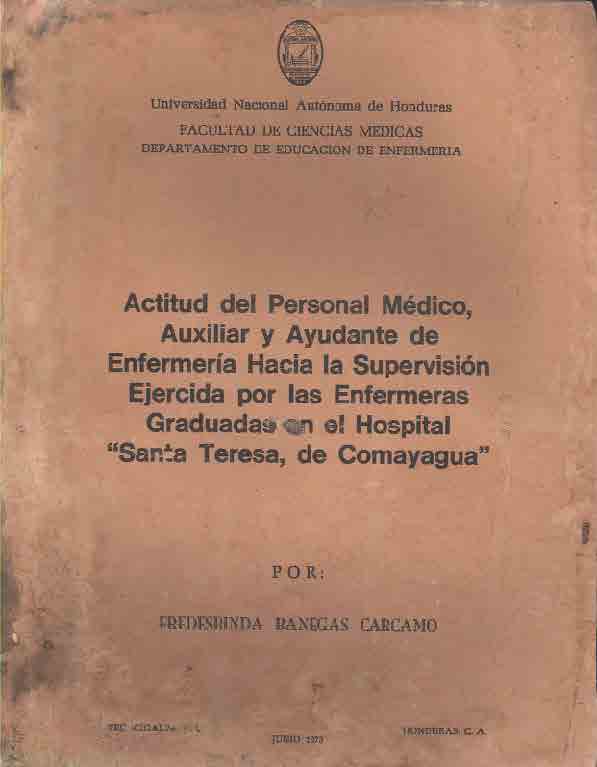 Universidad Nacional Autónoma de Honduras
FACULTAD DE CIENCIAS MEDICAS
DEPARTAMENTO DE EDUCACION DE ENFERMERIA
Actitud del Personal Médico,
Auxiliar y Ayudante de
Enfermería Hacia la Supervisión
Ejercida por las Enfermeras
Graduadas en el Hospital
“Santa Teresa, de Comayagua”
POR:
FREDESBINDA BANEGAS CARCAMO
HONDURAS C. A.
JUNIO